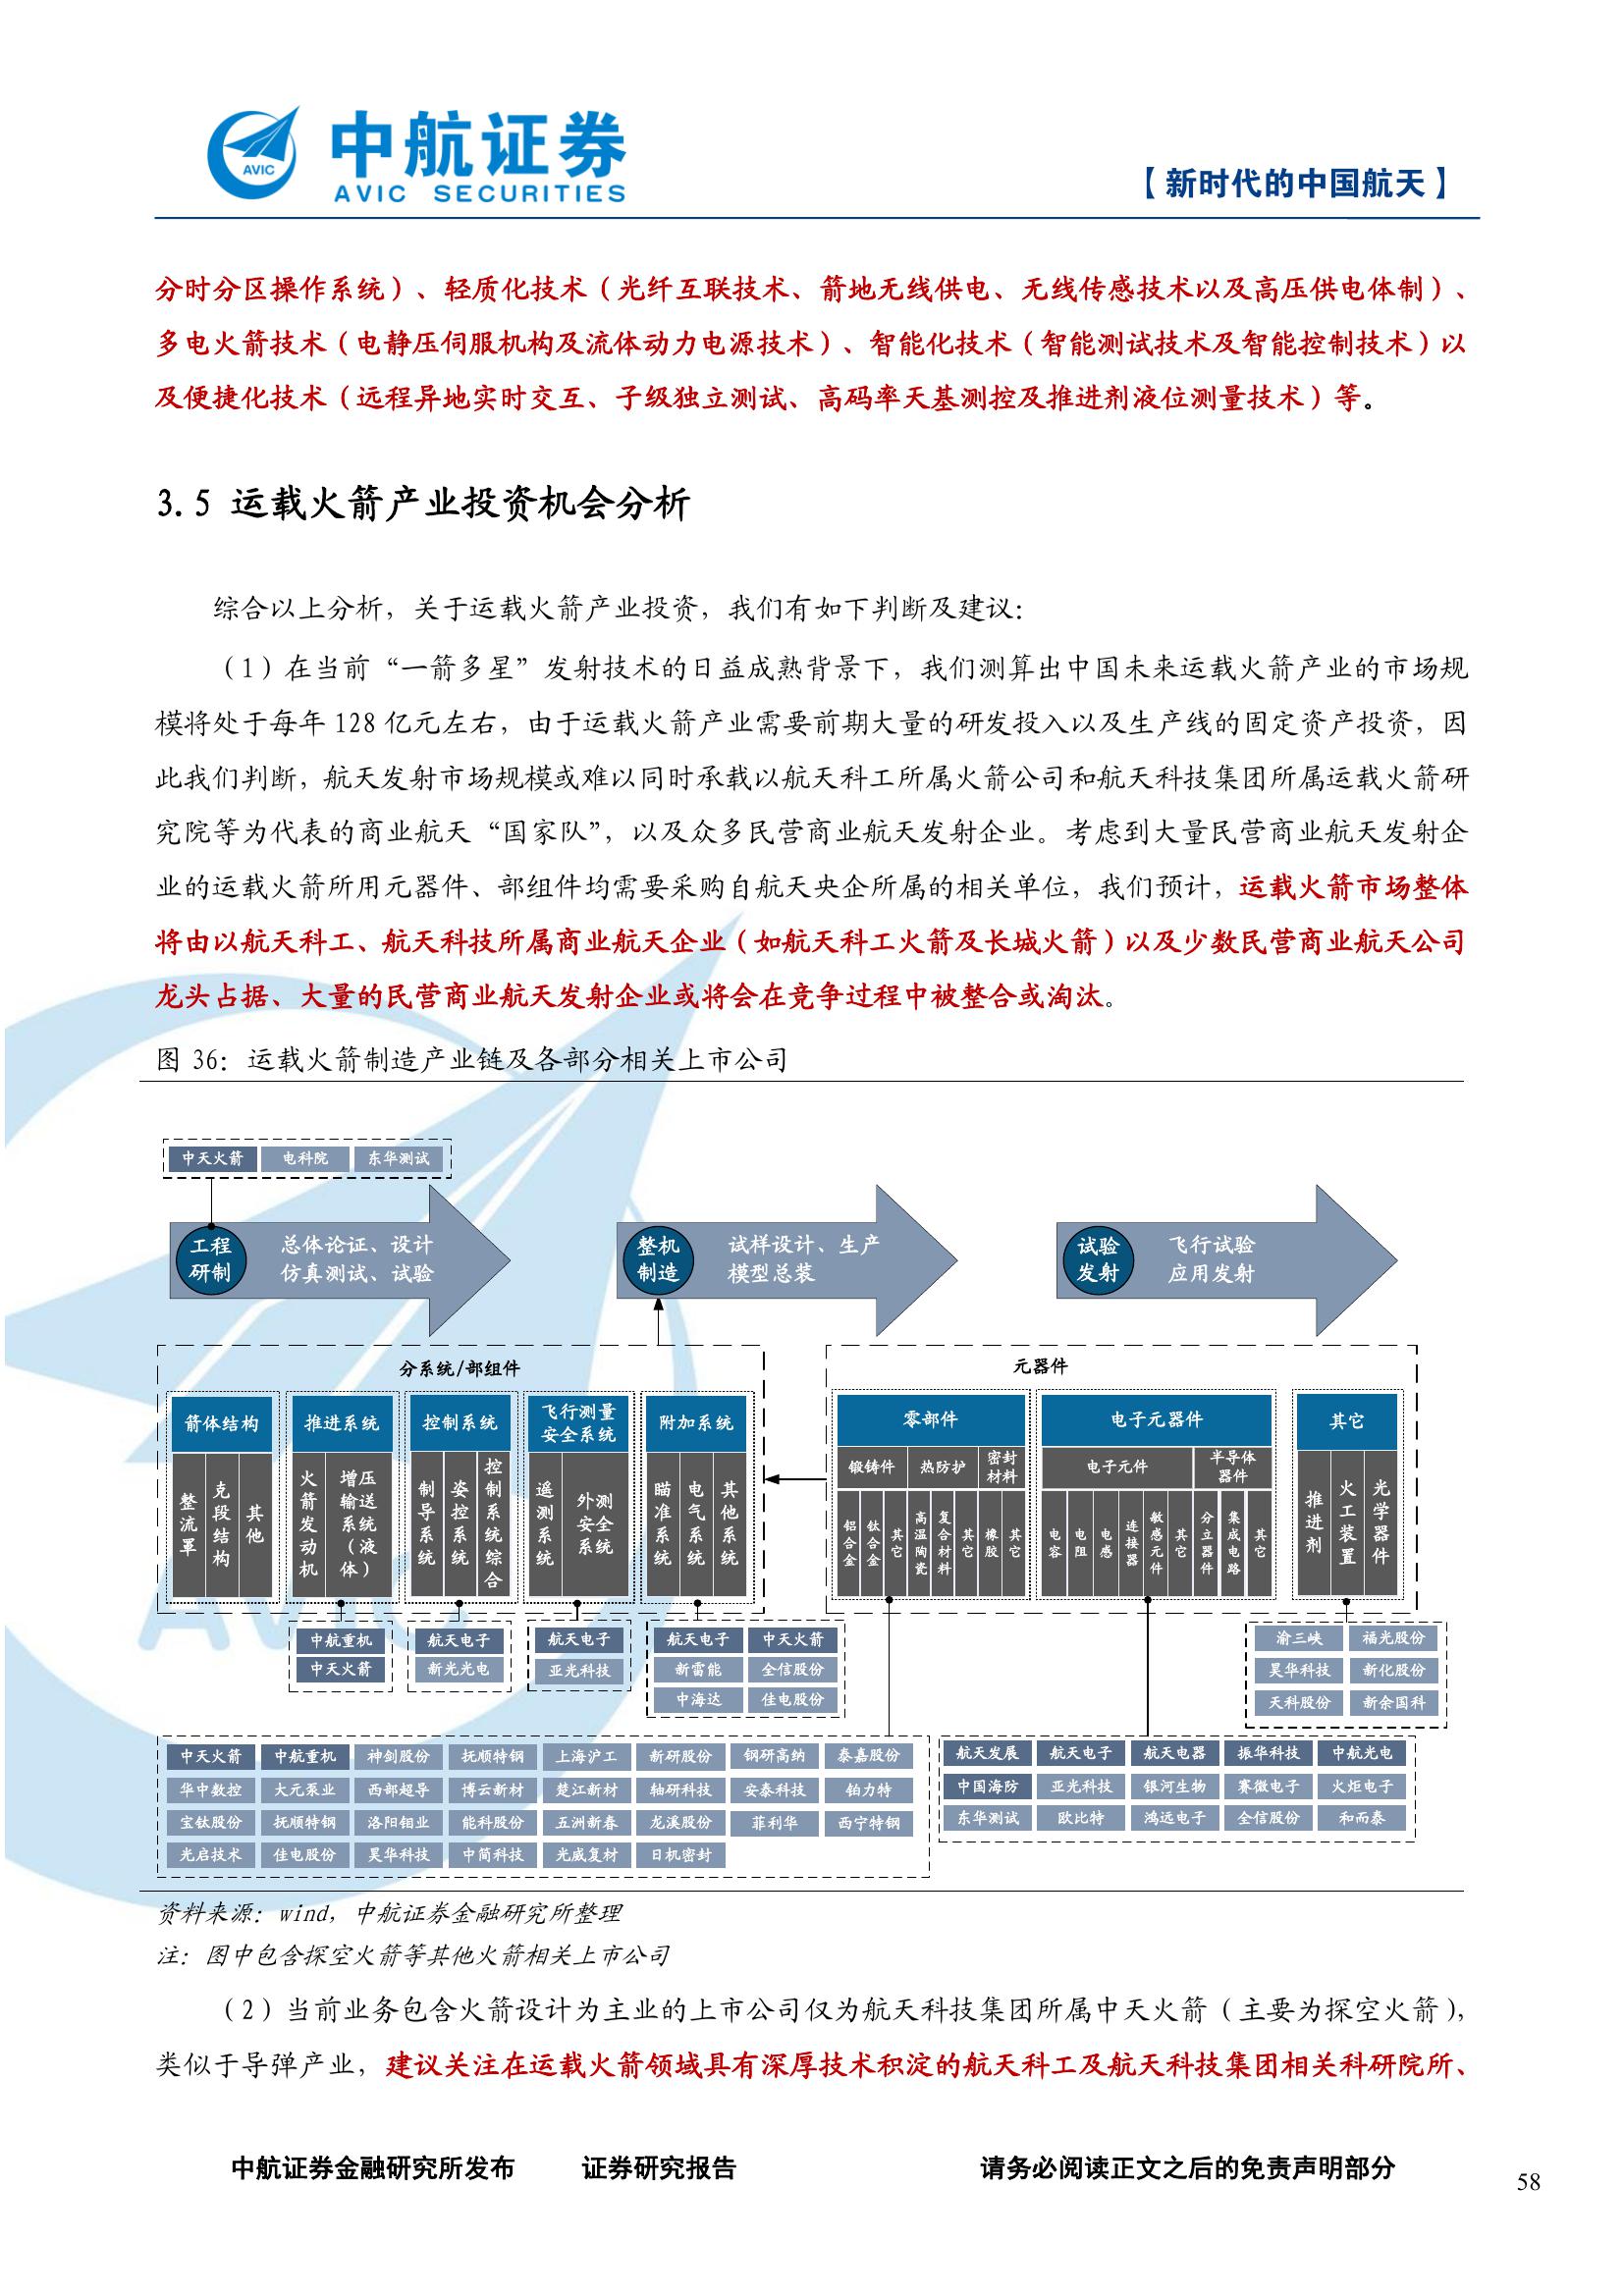 中航证券
AVIC SECURITIES
AVIC
【新时代的中国航天】
分时分区操作系统）、轻质化技术（光纤互联技术、箭地无线供电、无线传感技术以及高压供电体制）、
多电火箭技术（电静压伺服机构及流体动力电源技术）、智能化技术（智能测试技术及智能控制技术）以
及便捷化技术（远程异地实时交互、子级独立测试、高码率天基测控及推进剂液位测量技术）等。
3.5 运载火箭产业投资机会分析
综合以上分析，关于运载火箭产业投资，我们有如下判断及建议：
（1）在当前“一箭多星”发射技术的日益成熟背景下，我们测算出中国未来运载火箭产业的市场规
模将处于每年 128 亿元左右，由于运载火箭产业需要前期大量的研发投入以及生产线的固定资产投资，因
此我们判断，航天发射市场规模或难以同时承载以航天科工所属火箭公司和航天科技集团所属运载火箭研
究院等为代表的商业航天“国家队”，以及众多民营商业航天发射企业。考虑到大量民营商业航天发射企
业的运载火箭所用元器件、部组件均需要采购自航天央企所属的相关单位，我们预计，运载火箭市场整体
将由以航天科工、航天科技所属商业航天企业（如航天科工火箭及长城火箭）以及少数民营商业航天公司
龙头占据、大量的民营商业航天发射企业或将会在竞争过程中被整合或淘汰。
图 36：运载火箭制造产业链及各部分相关上市公司
中天火箭 电科院 东华测试
工程研制 总体论证、设计 仿真测试、试验
整机制造 试样设计、生产 模型总装
试验发射 飞行试验 应用发射
分系统/部组件
箭体结构 推进系统 控制系统 飞行测量安全系统 附加系统
整流罩 壳段结构 其他 火箭发动机 增压输送系统（液体） 制导系统 姿控系统 控制系统综合 遥测系统 外测安全系统 瞄准系统 电气系统 其他系统
元器件
零部件 电子元器件 其它
锻铸件 热防护 密封材料 电子元件 半导体器件
铝合金 钛合金 其它 高温陶瓷 复合材料 其它 橡胶 其它 电容 电阻 电感 连接器 敏感元件 其它 分立器件 集成电路 其它 推进剂 火工装置 光学器件
中航重机
中天火箭
航天电子
新光光电
航天电子
亚光科技
航天电子 中天火箭
新雷能 全信股份
中海达 佳电股份
渝三峡 福光股份
昊华科技 新化股份
天科股份 新余国科
中天火箭 中航重机 神剑股份 抚顺特钢 上海沪工 新研股份 钢研高纳 泰嘉股份
华中数控 大元泵业 西部超导 博云新材 楚江新材 轴研科技 安泰科技 铂力特
宝钛股份 抚顺特钢 洛阳钼业 能科股份 五洲新春 龙溪股份 菲利华 西宁特钢
光启技术 佳电股份 昊华科技 中简科技 光威复材 日机密封
航天发展 航天电子 航天电器 振华科技 中航光电
中国海防 亚光科技 银河生物 赛微电子 火炬电子
东华测试 欧比特 鸿远电子 全信股份 和而泰
资料来源：wind，中航证券金融研究所整理
注：图中包含探空火箭等其他火箭相关上市公司
（2）当前业务包含火箭设计为主业的上市公司仅为航天科技集团所属中天火箭（主要为探空火箭），
类似于导弹产业，建议关注在运载火箭领域具有深厚技术积淀的航天科工及航天科技集团相关科研院所、
中航证券金融研究所发布 证券研究报告 请务必阅读正文之后的免责声明部分
58